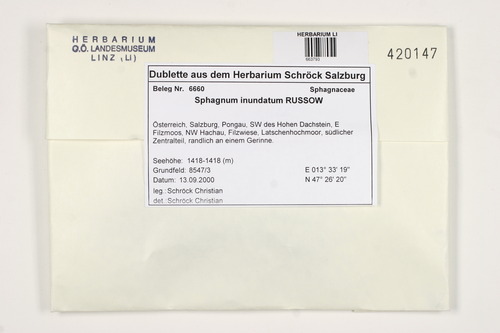 HERBARIUM
O.Ö. LANDESMUSEUM
LINZ (LI)
HERBARIUM LI
420147
Dublette aus dem Herbarium Schröck Salzburg
Beleg Nr. 6660 Sphagnaceae
Sphagnum inundatum RUSSOW
Österreich, Salzburg, Pongau, SW des Hohen Dachstein, E
Filzmoos, NW Hachau, Filzwiese, Latschenhochmoor, südlicher
Zentralteil, randlich an einem Gerinne.
Seehöhe: 1418-1418 (m)
Grundfeld: 8547/3 E 013° 33' 19"
Datum: 13.09.2000 N 47° 26' 20"
leg.: Schröck Christian
det.: Schröck Christian